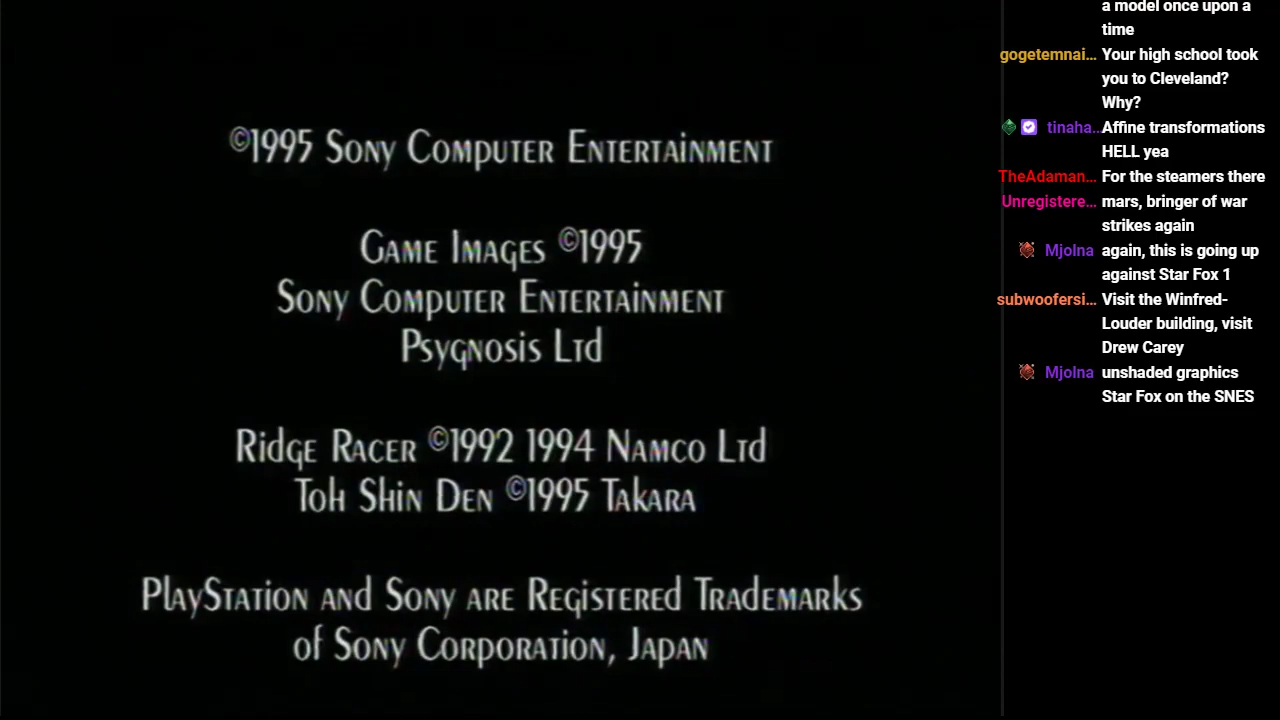 ©1995 Sony Computer Entertainment
Game Images ©1995
Sony Computer Entertainment
Psygnosis Ltd
Ridge Racer ©1992 1994 Namco Ltd
Toh Shin Den ©1995 Takara
PlayStation and Sony are Registered Trademarks
of Sony Corporation, Japan
a model once upon a
time
gogetemnai... Your high school took
you to Cleveland?
Why?
tinaha... Affine transformations
HELL yea
TheAdaman... For the steamers there
Unregistere... mars, bringer of war
strikes again
Mjolna again, this is going up
against Star Fox 1
subwoofersi... Visit the Winfred-
Louder building, visit
Drew Carey
Mjolna unshaded graphics
Star Fox on the SNES